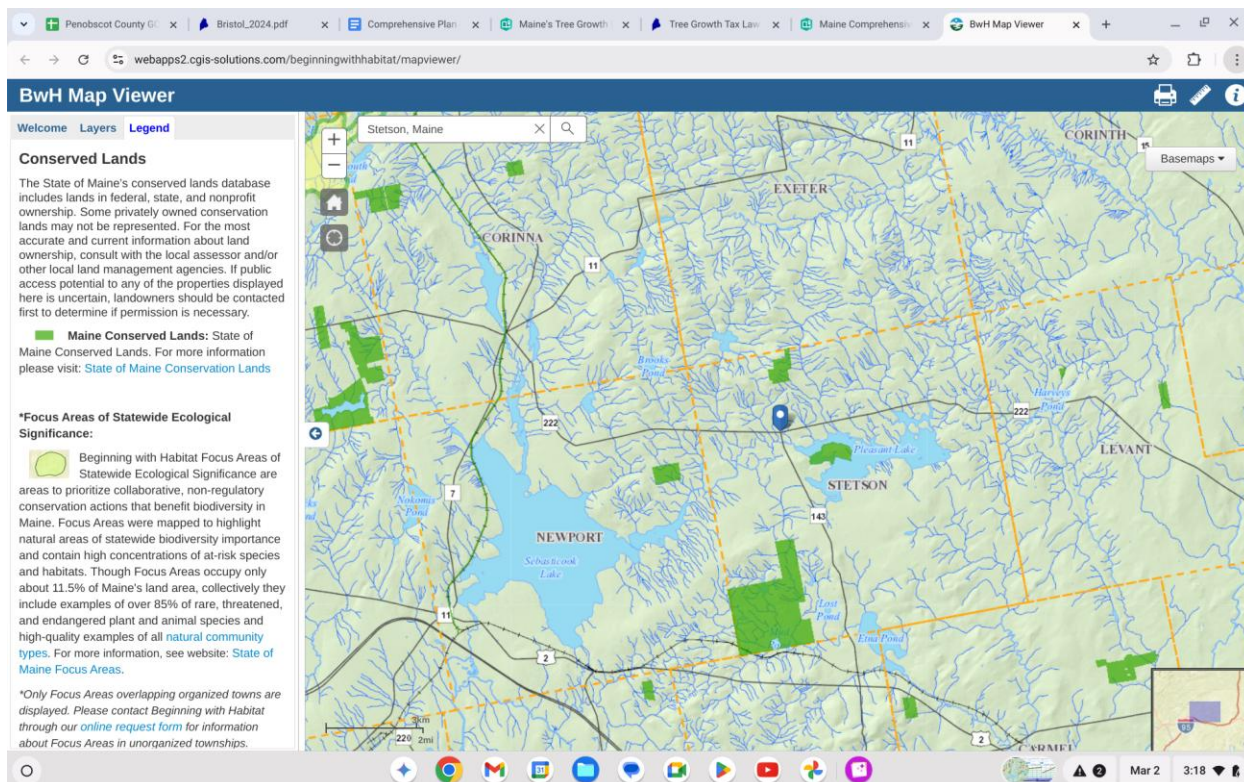 Penobscot County GC
Bristol_2024.pdf
Comprehensive Plan
Maine's Tree Growth
Tree Growth Tax Law
Maine Comprehensiv
BwH Map Viewer
webapps2.cgis-solutions.com/beginningwithhabitat/mapviewer/
BwH Map Viewer
Welcome Layers Legend
Conserved Lands
The State of Maine's conserved lands database
includes lands in federal, state, and nonprofit
ownership. Some privately owned conservation
lands may not be represented. For the most
accurate and current information about land
ownership, consult with the local assessor and/or
other local land management agencies. If public
access potential to any of the properties displayed
here is uncertain, landowners should be contacted
first to determine if permission is necessary.
Maine Conserved Lands: State of
Maine Conserved Lands. For more information
please visit: State of Maine Conservation Lands
*Focus Areas of Statewide Ecological
Significance:
Beginning with Habitat Focus Areas of
Statewide Ecological Significance are
areas to prioritize collaborative, non-regulatory
conservation actions that benefit biodiversity in
Maine. Focus Areas were mapped to highlight
natural areas of statewide biodiversity importance
and contain high concentrations of at-risk species
and habitats. Though Focus Areas occupy only
about 11.5% of Maine's land area, collectively they
include examples of over 85% of rare, threatened,
and endangered plant and animal species and
high-quality examples of all natural community
types. For more information, see website: State of
Maine Focus Areas.
*Only Focus Areas overlapping organized towns are
displayed. Please contact Beginning with Habitat
through our online request form for information
about Focus Areas in unorganized townships.
+
−
Stetson, Maine
Basemaps
11
CORINTH
15
EXETER
CORINNA
11
Brooks
Pond
222
222
Harveys
Pond
LEVANT
Pleasant Lake
STETSON
7
Nokomis
Pond
143
NEWPORT
Sebasticook
Lake
11
Lost
Pond
Etna Pond
2
2
220
2mi
CARMEL
95
Mar 2
3:18